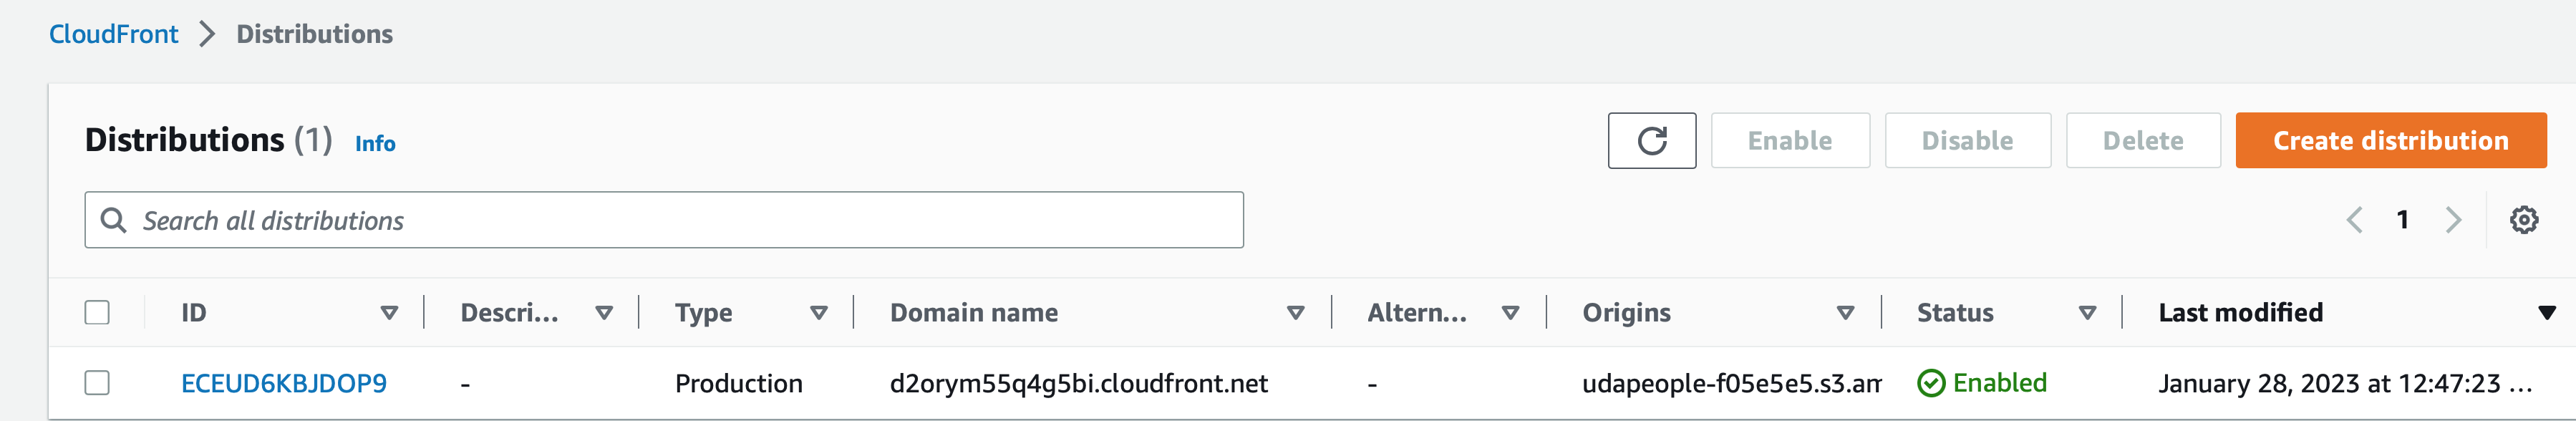 CloudFront > Distributions
Distributions (1) Info
Enable Disable Delete Create distribution
Search all distributions
1
ID Descri... Type Domain name Altern... Origins Status Last modified
ECEUD6KBJDOP9 - Production d2orym55q4g5bi.cloudfront.net - udapeople-f05e5e5.s3.am Enabled January 28, 2023 at 12:47:23 ...